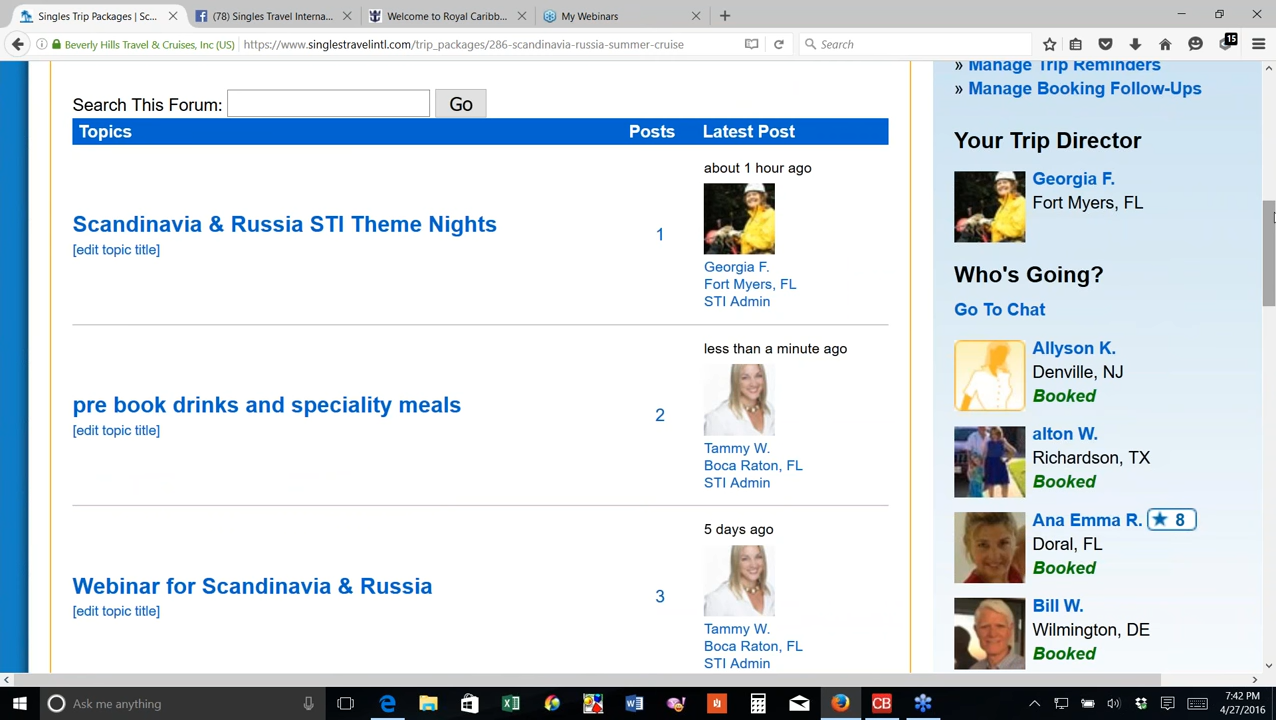 Singles Trip Packages | Sc...
(78) Singles Travel Interna...
Welcome to Royal Caribb...
My Webinars
Beverly Hills Travel & Cruises, Inc (US)
https://www.singlestravelintl.com/trip_packages/286-scandinavia-russia-summer-cruise
Search
15
» Manage Trip Reminders
» Manage Booking Follow-Ups
Search This Forum:
Go
Topics Posts Latest Post
Scandinavia & Russia STI Theme Nights
[edit topic title]
1
about 1 hour ago
Georgia F.
Fort Myers, FL
STI Admin
pre book drinks and speciality meals
[edit topic title]
2
less than a minute ago
Tammy W.
Boca Raton, FL
STI Admin
Webinar for Scandinavia & Russia
[edit topic title]
3
5 days ago
Tammy W.
Boca Raton, FL
STI Admin
Your Trip Director
Georgia F.
Fort Myers, FL
Who's Going?
Go To Chat
Allyson K.
Denville, NJ
Booked
alton W.
Richardson, TX
Booked
Ana Emma R. 8
Doral, FL
Booked
Bill W.
Wilmington, DE
Booked
Ask me anything
CB
7:42 PM
4/27/2016